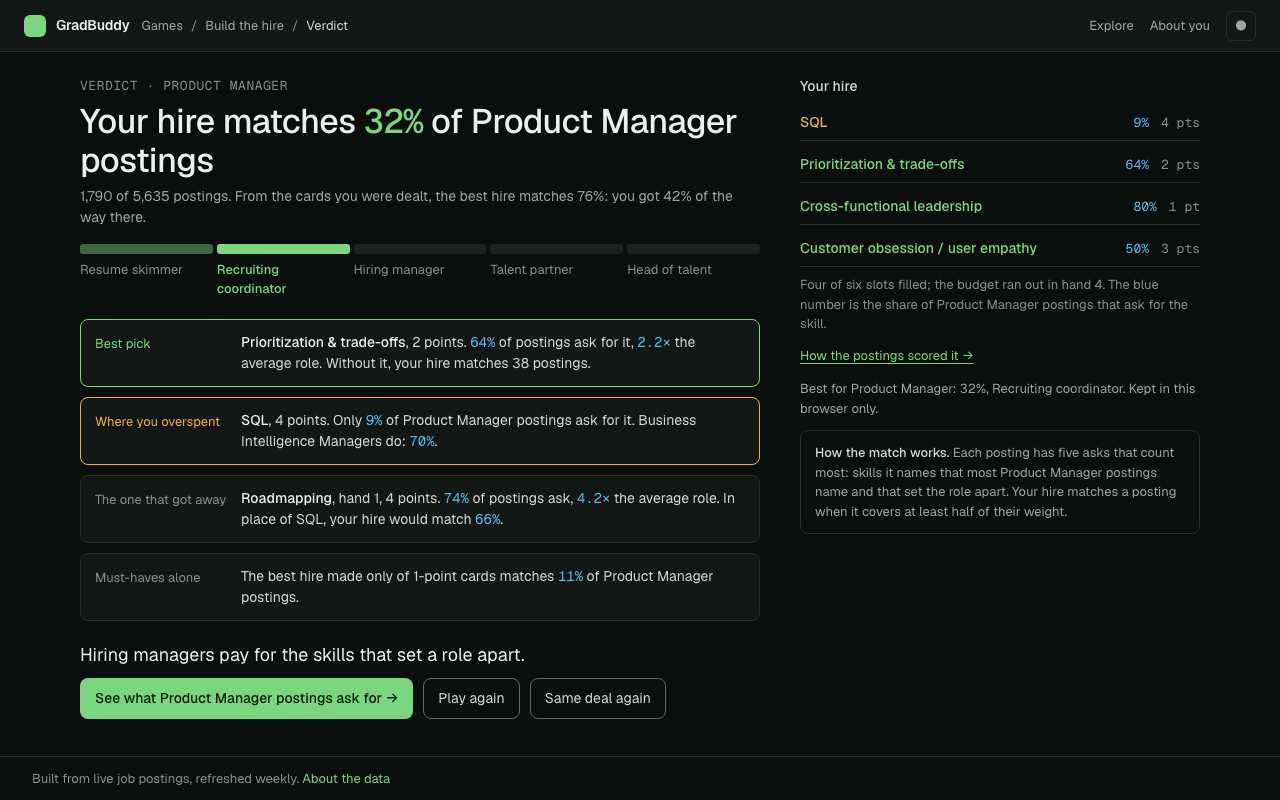 GradBuddy Games / Build the hire / Verdict
Explore About you
VERDICT · PRODUCT MANAGER
Your hire matches 32% of Product Manager
postings
1,790 of 5,635 postings. From the cards you were dealt, the best hire matches 76%: you got 42% of the
way there.
Resume skimmer
Recruiting
coordinator
Hiring manager
Talent partner
Head of talent
Best pick
Prioritization & trade-offs, 2 points. 64% of postings ask for it, 2.2× the
average role. Without it, your hire matches 38 postings.
Where you overspent
SQL, 4 points. Only 9% of Product Manager postings ask for it. Business
Intelligence Managers do: 70%.
The one that got away
Roadmapping, hand 1, 4 points. 74% of postings ask, 4.2× the average role. In
place of SQL, your hire would match 66%.
Must-haves alone
The best hire made only of 1-point cards matches 11% of Product Manager
postings.
Hiring managers pay for the skills that set a role apart.
See what Product Manager postings ask for →
Play again
Same deal again
Your hire
SQL 9% 4 pts
Prioritization & trade-offs 64% 2 pts
Cross-functional leadership 80% 1 pt
Customer obsession / user empathy 50% 3 pts
Four of six slots filled; the budget ran out in hand 4. The blue
number is the share of Product Manager postings that ask for the
skill.
How the postings scored it →
Best for Product Manager: 32%, Recruiting coordinator. Kept in this
browser only.
How the match works. Each posting has five asks that count
most: skills it names that most Product Manager postings
name and that set the role apart. Your hire matches a posting
when it covers at least half of their weight.
Built from live job postings, refreshed weekly. About the data